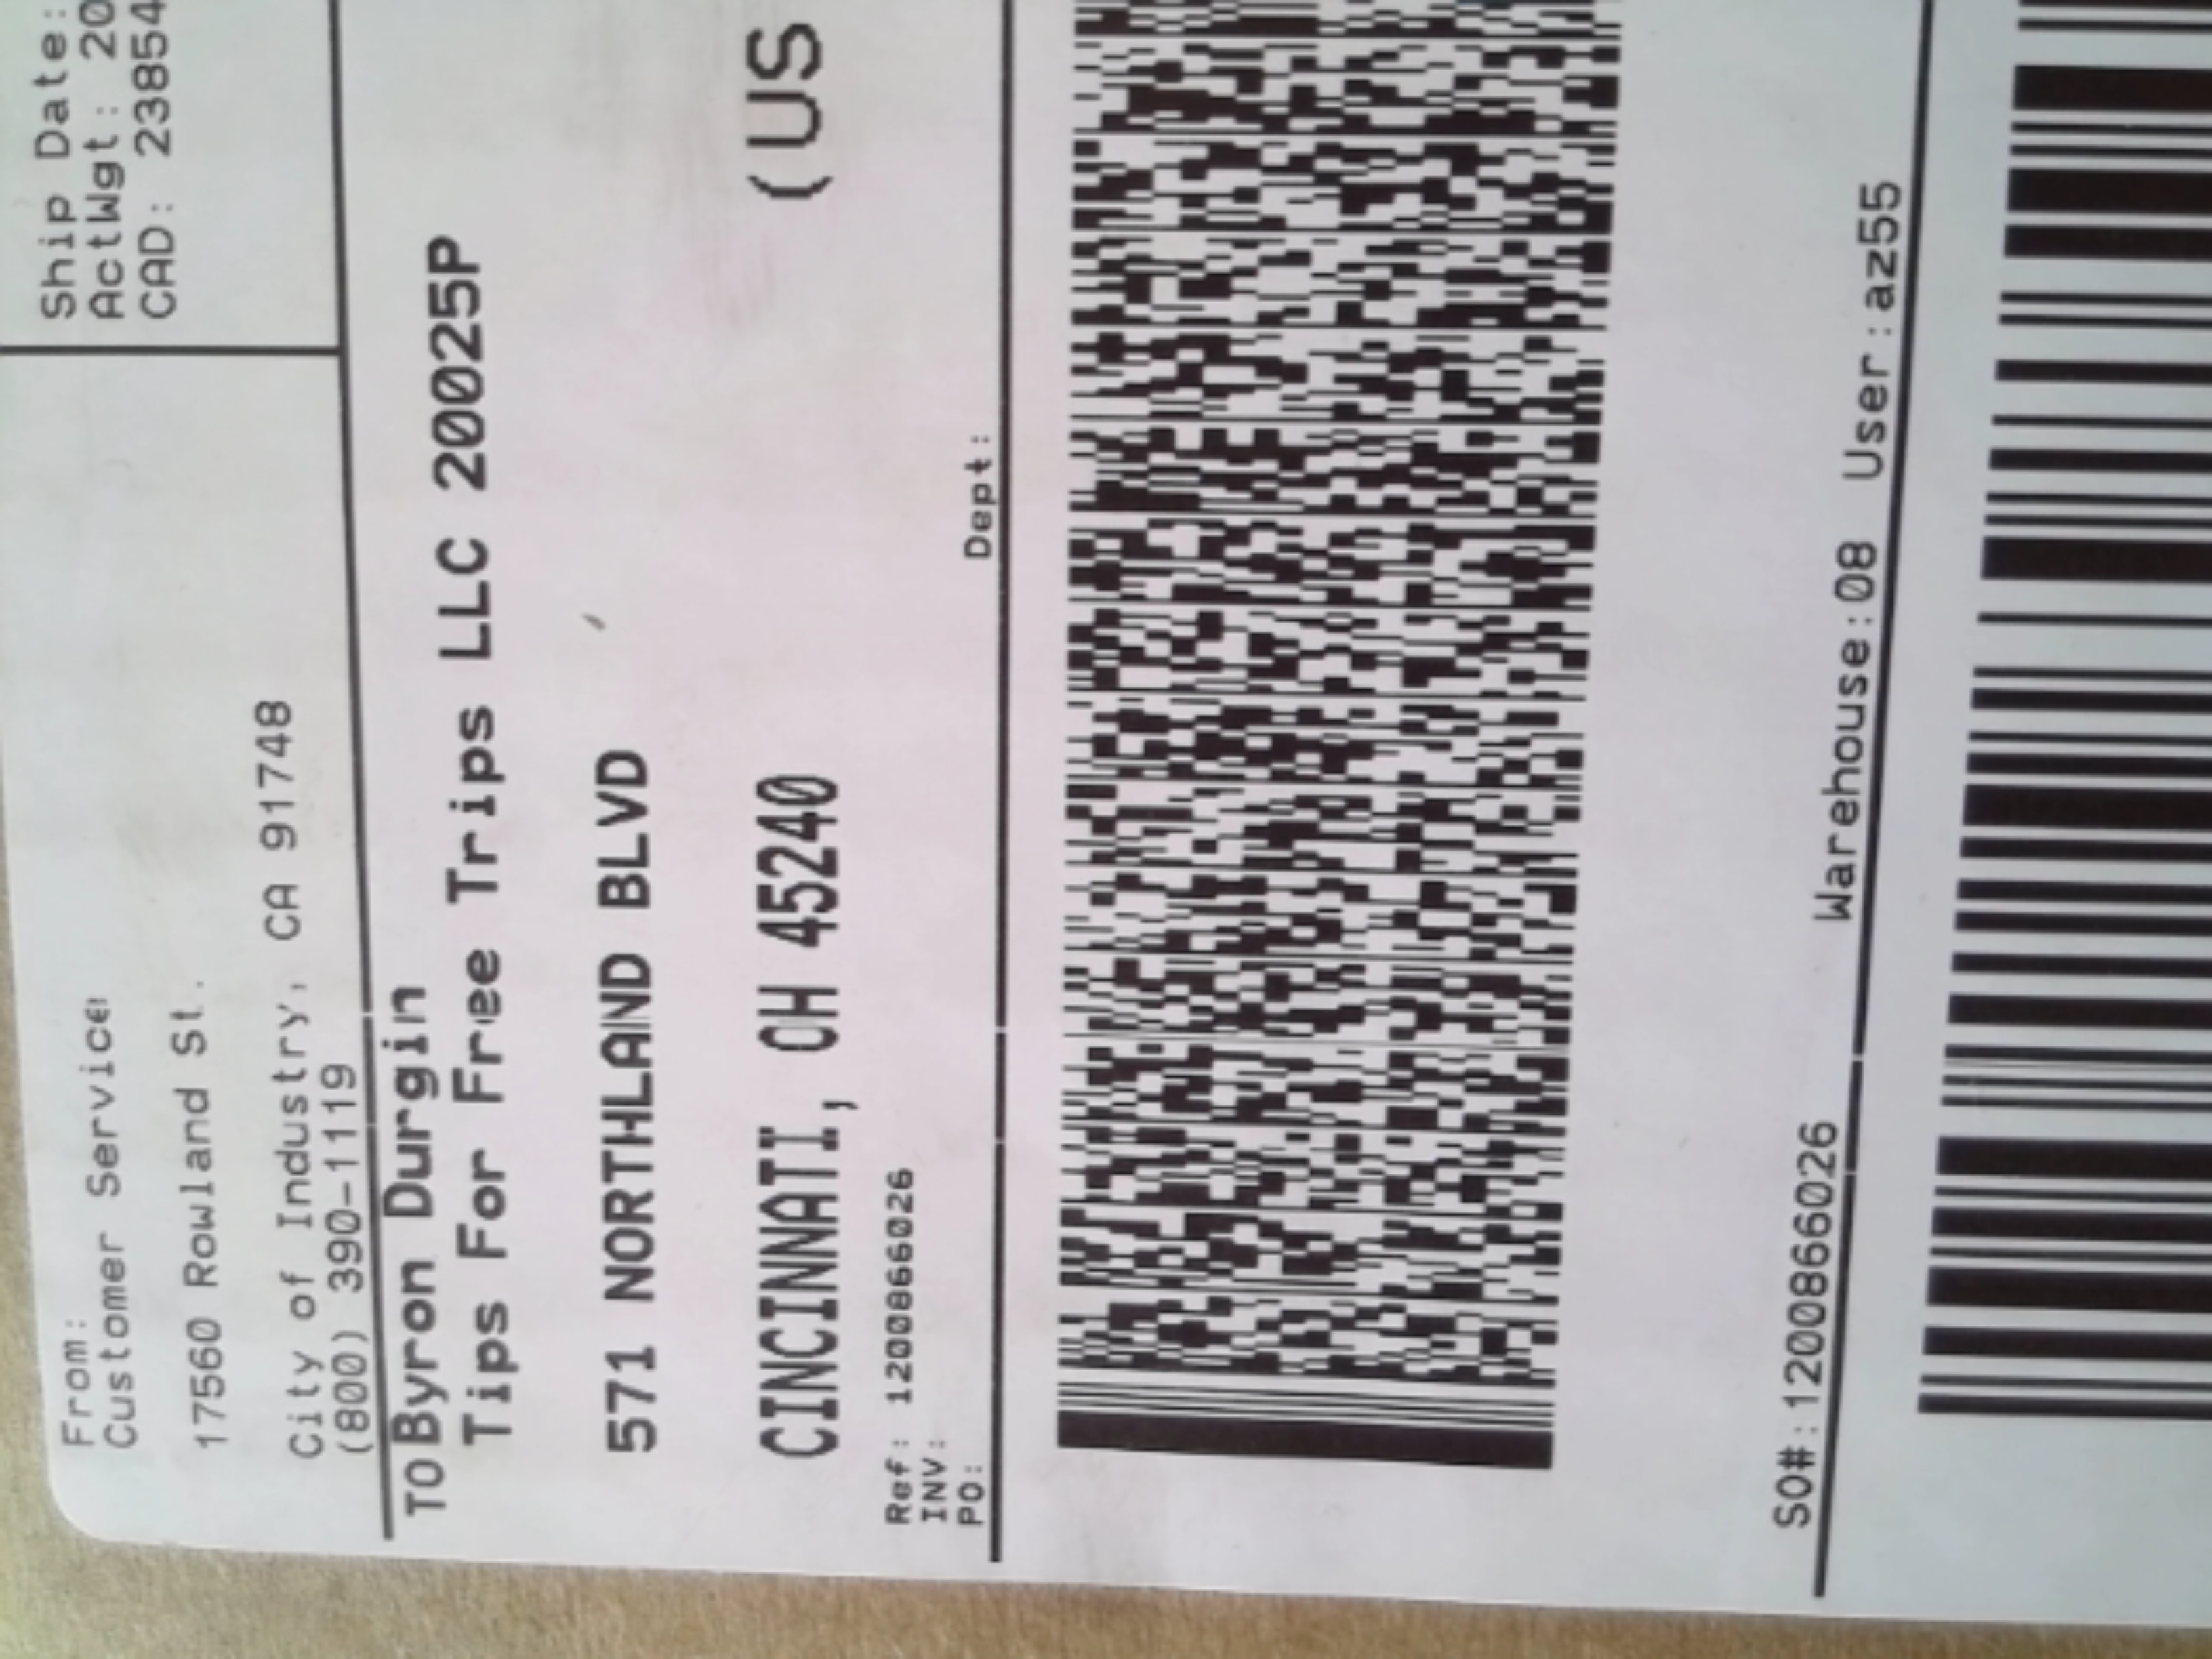 From:
Customer Service
17560 Rowland St.
City of Industry, CA 91748
(800) 390-1119
Ship Date:
ActWgt: 20
CAD: 23854
TO Byron Durgin
Tips For Free Trips LLC 20025P
571 NORTHLAND BLVD
CINCINNATI, OH 45240 (US
Ref: 1200866026
INV:
PO: Dept:
SO#:1200866026 Warehouse:08 User:az55